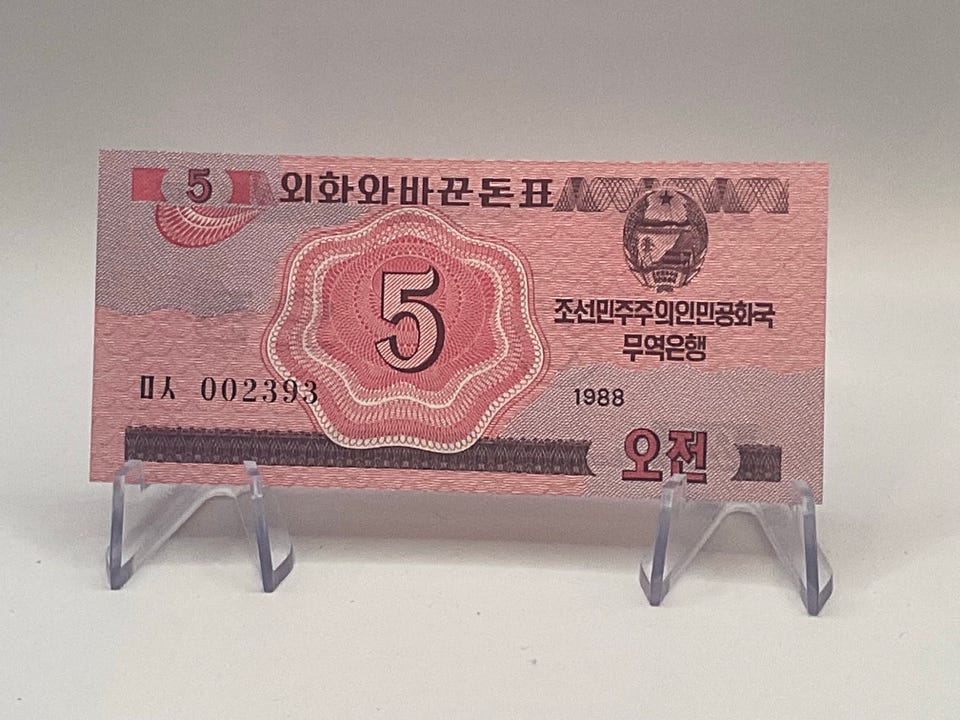 5 외화와바꾼돈표
5
조선민주주의인민공화국
무역은행
ㅁㅅ 002393
1988
오전